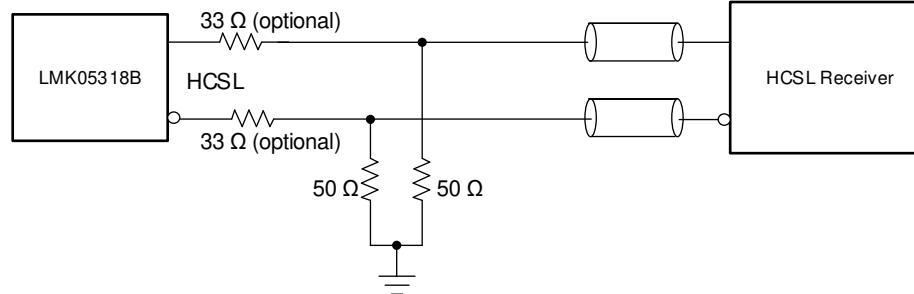 33 Ω (optional)
LMK05318B
HCSL
HCSL Receiver
33 Ω (optional)
50 Ω
50 Ω